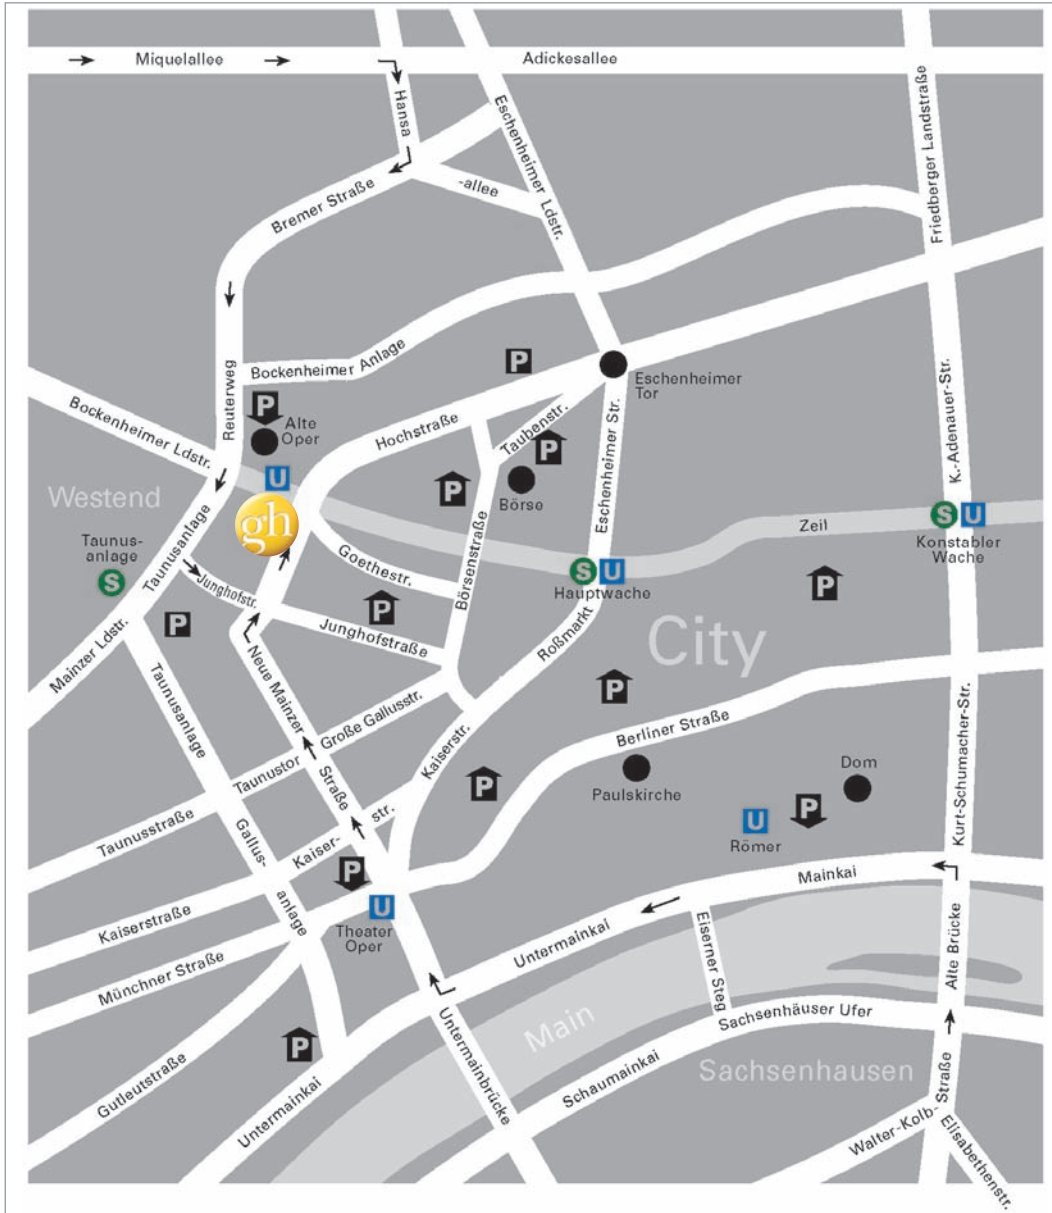 Miquelallee
Adickesallee
Hansa
-allee
Eschenheimer Ldstr.
Friedberger Landstraße
Bremer Straße
Bockenheimer Anlage
Reuterweg
P
Eschenheimer
Tor
P
Alte
Oper
Bockenheimer Ldstr.
Hochstraße
Taubenstr.
P
Eschenheimer Str.
K.-Adenauer-Str.
U
P
Börse
Westend
gh
Taunus-
anlage
S
Taunusanlage
Goethestr.
Börsenstraße
Zeil
S U
Konstabler
Wache
S U
Hauptwache
Junghofstr.
P
P
P
Junghofstraße
Roßmarkt
City
Mainzer Ldstr.
Neue Mainzer
Straße
Taunusanlage
Große Gallusstr.
P
Kurt-Schumacher-Str.
Kaiserstr.
Berliner Straße
Taunustor
P
Paulskirche
Dom
P
U
Römer
Taunusstraße
Gallus-
anlage
Kaiser-
str.
P
U
Theater
Oper
Mainkai
Kaiserstraße
Münchner Straße
Untermainkai
Eiserner Steg
Alte Brücke
Main
Sachsenhäuser Ufer
P
Untermainbrücke
Schaumainkai
Sachsenhausen
Gutleutstraße
Untermainkai
Walter-Kolb-Straße
Elisabethenstr.